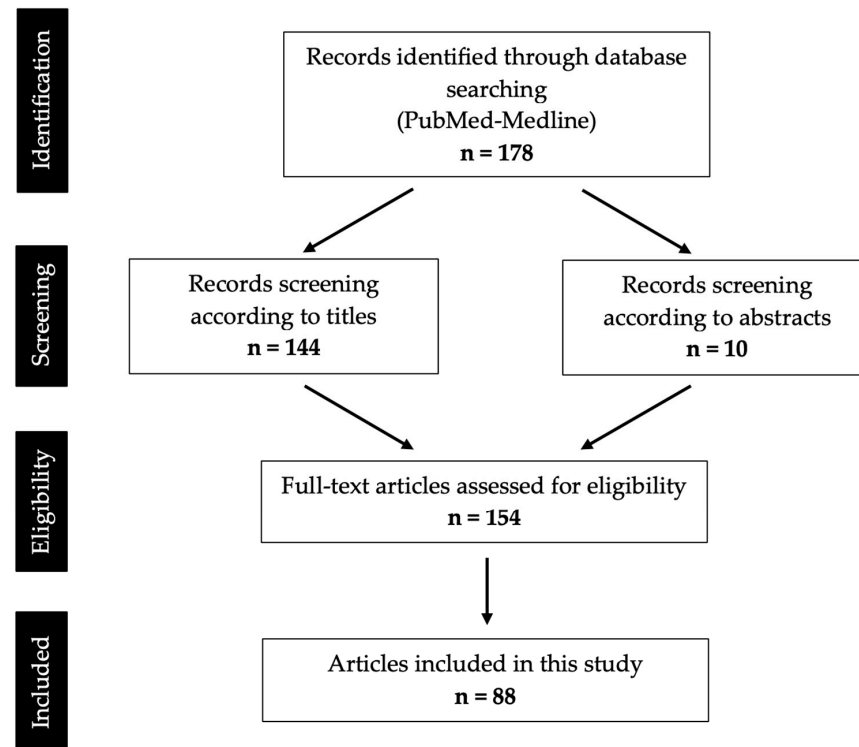 Identification
Records identified through database
searching
(PubMed-Medline)
n = 178
Screening
Records screening
according to titles
n = 144
Records screening
according to abstracts
n = 10
Eligibility
Full-text articles assessed for eligibility
n = 154
Included
Articles included in this study
n = 88